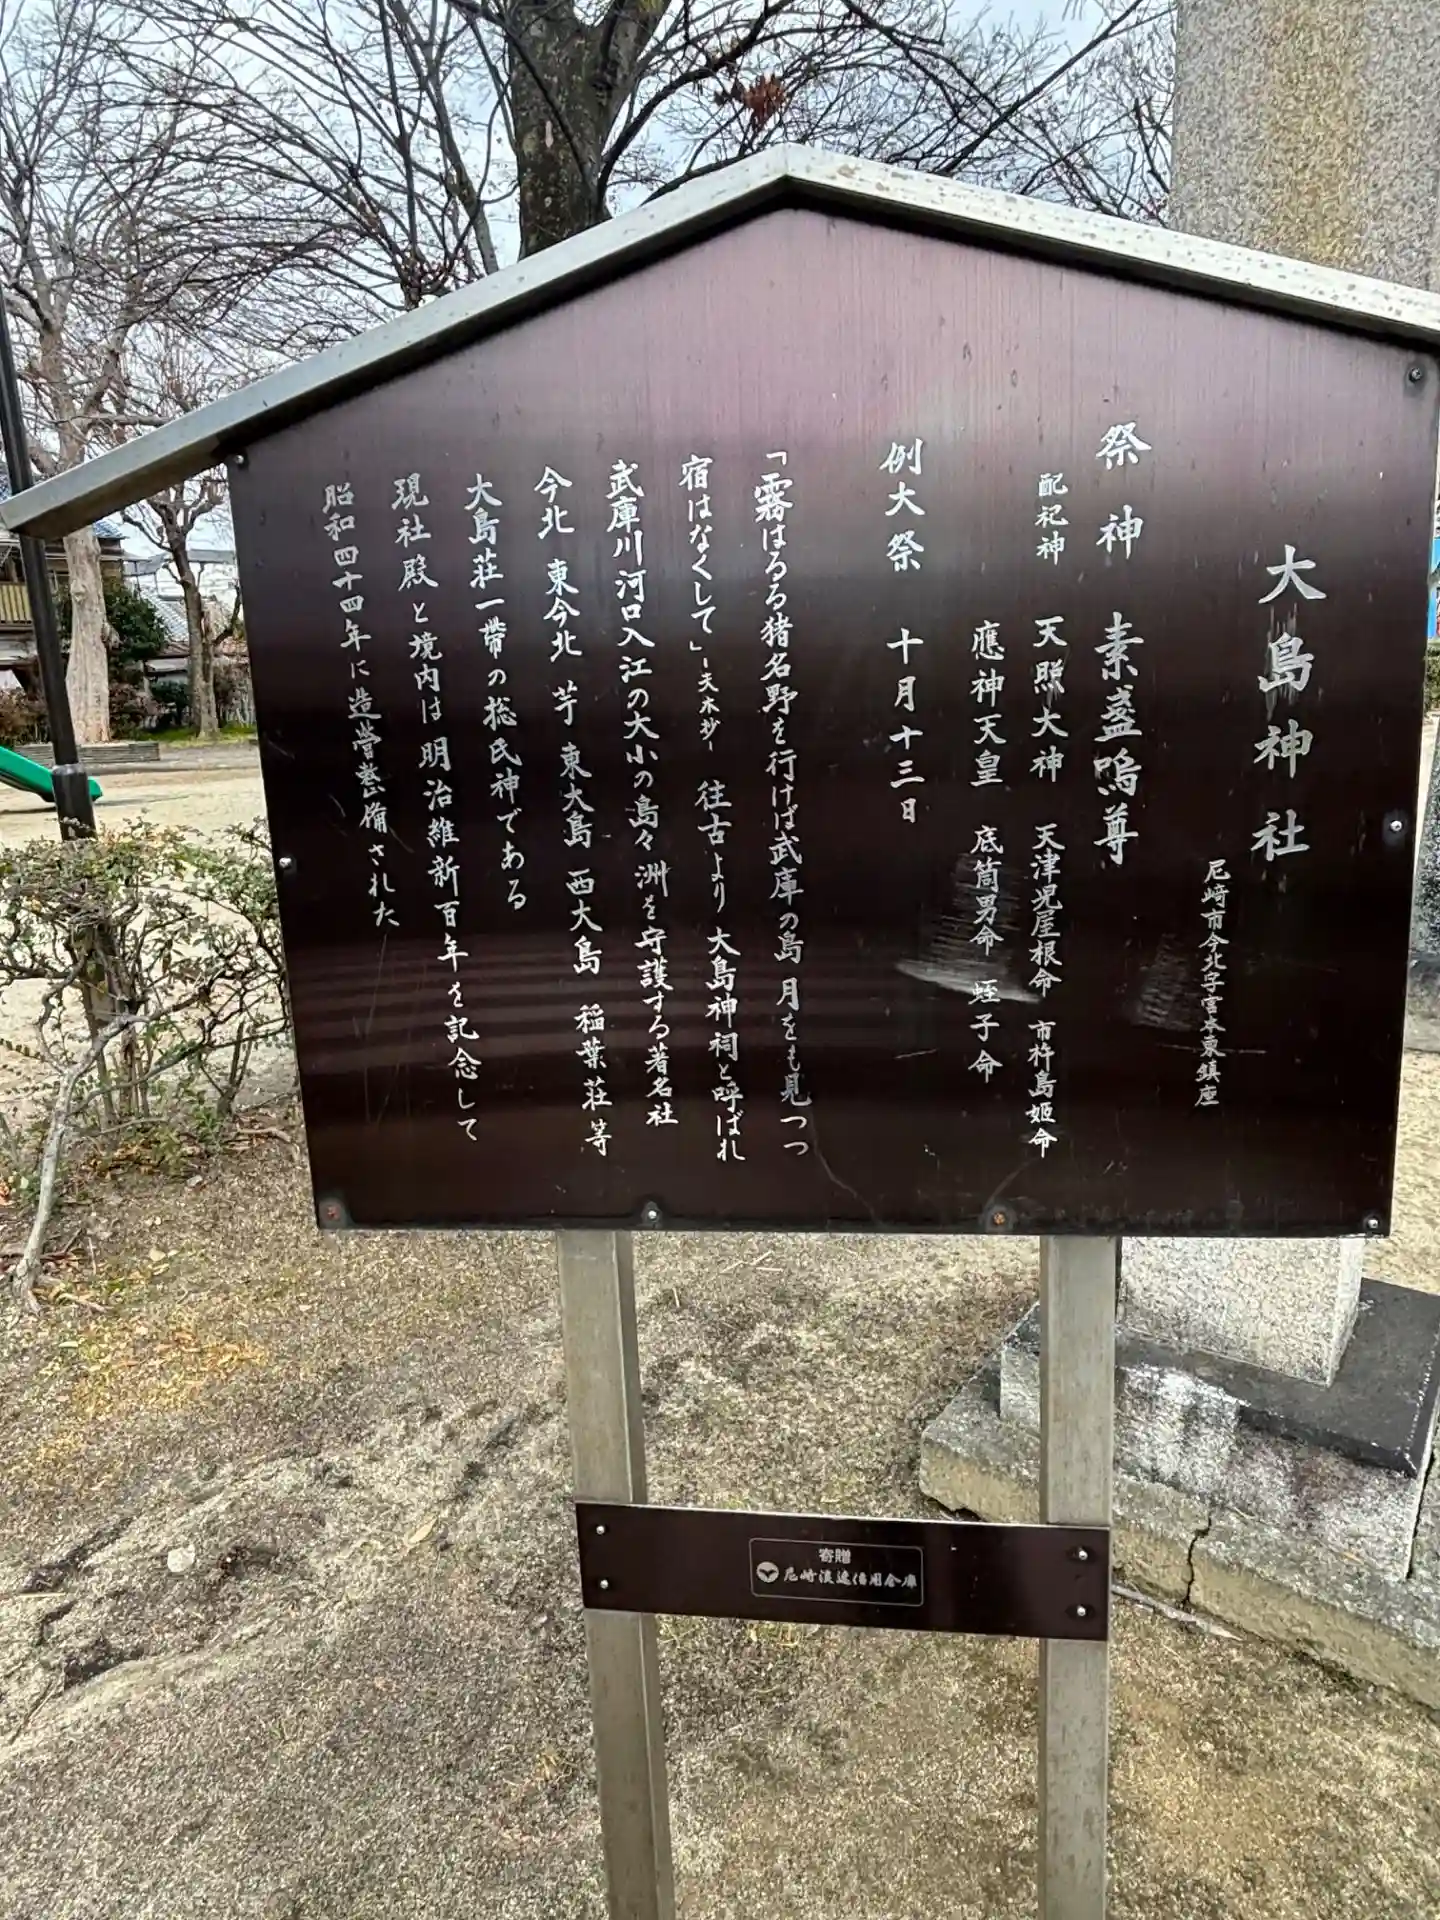 大島神社
尼崎市今北字宮本東鎮座
祭神 素盞嗚尊
配祀神 天照大神 天津児屋根命 市杵島姫命
應神天皇 底筒男命 蛭子命
例大祭 十月十三日
「霧はるる猪名野を行けば武庫の島 月をも見つつ
宿はなくして」-夫木抄- 往古より 大島神祠と呼ばれ
武庫川河口入江の大小の島々 洲を守護する著名社
今北 東今北 芋 東大島 西大島 稲葉荘等
大島荘一帯の総氏神である
現社殿と境内は明治維新百年を記念して
昭和四十四年に造営整備された
寄贈
尼崎浪速信用金庫